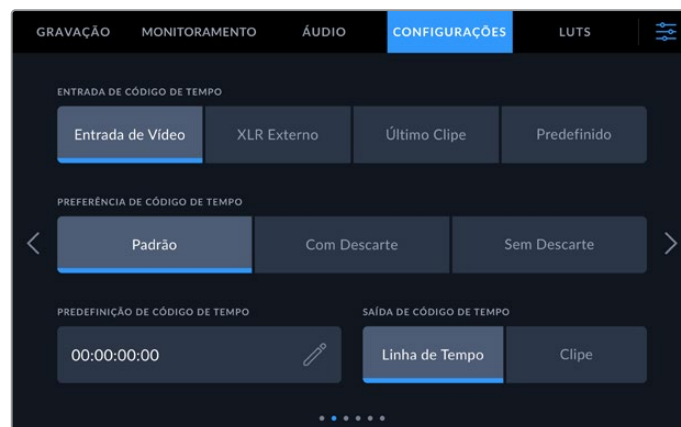 GRAVAÇÃO MONITORAMENTO ÁUDIO CONFIGURAÇÕES LUTS
ENTRADA DE CÓDIGO DE TEMPO
Entrada de Vídeo XLR Externo Último Clipe Predefinido
PREFERÊNCIA DE CÓDIGO DE TEMPO
Padrão Com Descarte Sem Descarte
PREDEFINIÇÃO DE CÓDIGO DE TEMPO SAÍDA DE CÓDIGO DE TEMPO
00:00:00:00 Linha de Tempo Clipe